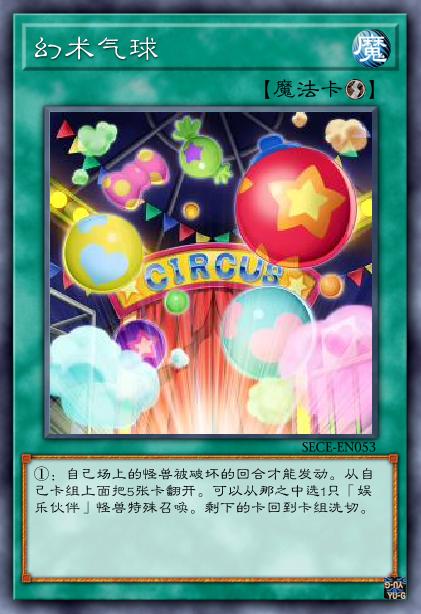 幻术气球
魔
【魔法卡】
CIRCUS
SECE-EN053
①：自己场上的怪兽被破坏的回合才能发动。从自
己卡组上面把5张卡翻开。可以从那之中选1只「娱
乐伙伴」怪兽特殊召唤。剩下的卡回到卡组洗切。